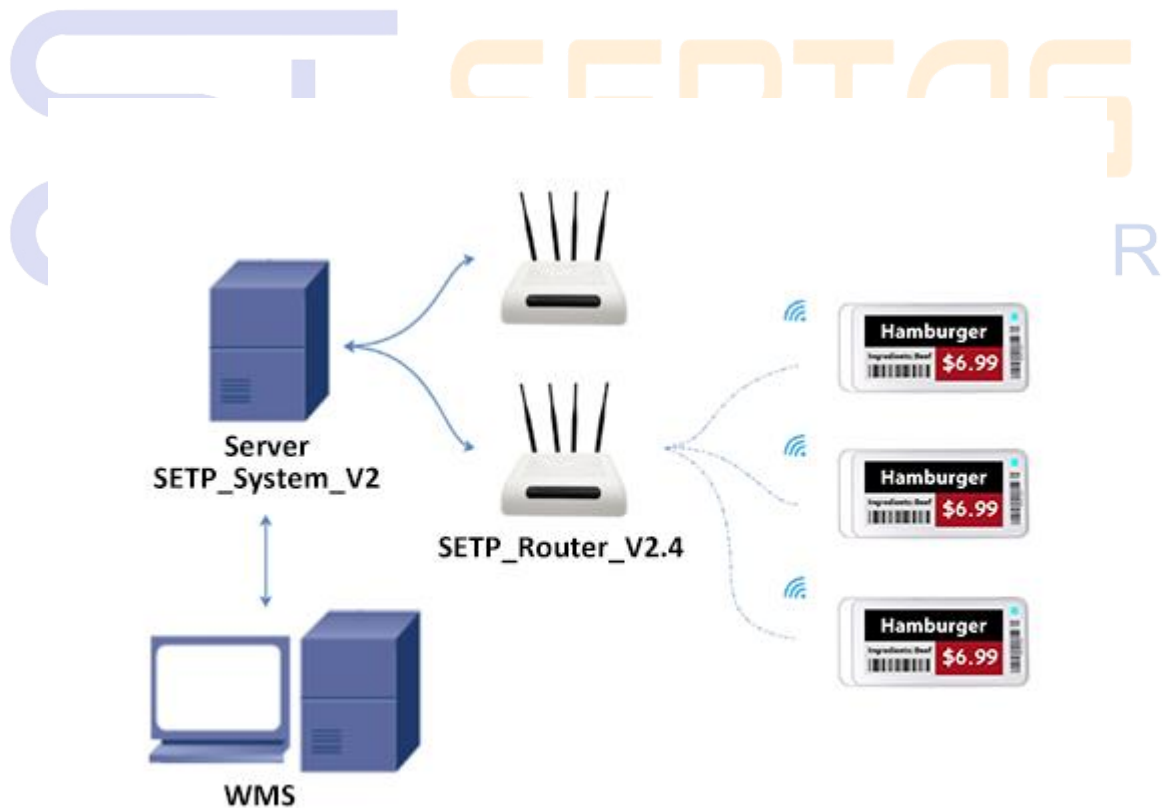 Server
SETP_System_V2
SETP_Router_V2.4
WMS
Hamburger
Ingredients: Beef
$6.99
Hamburger
Ingredients: Beef
$6.99
Hamburger
Ingredients: Beef
$6.99
R